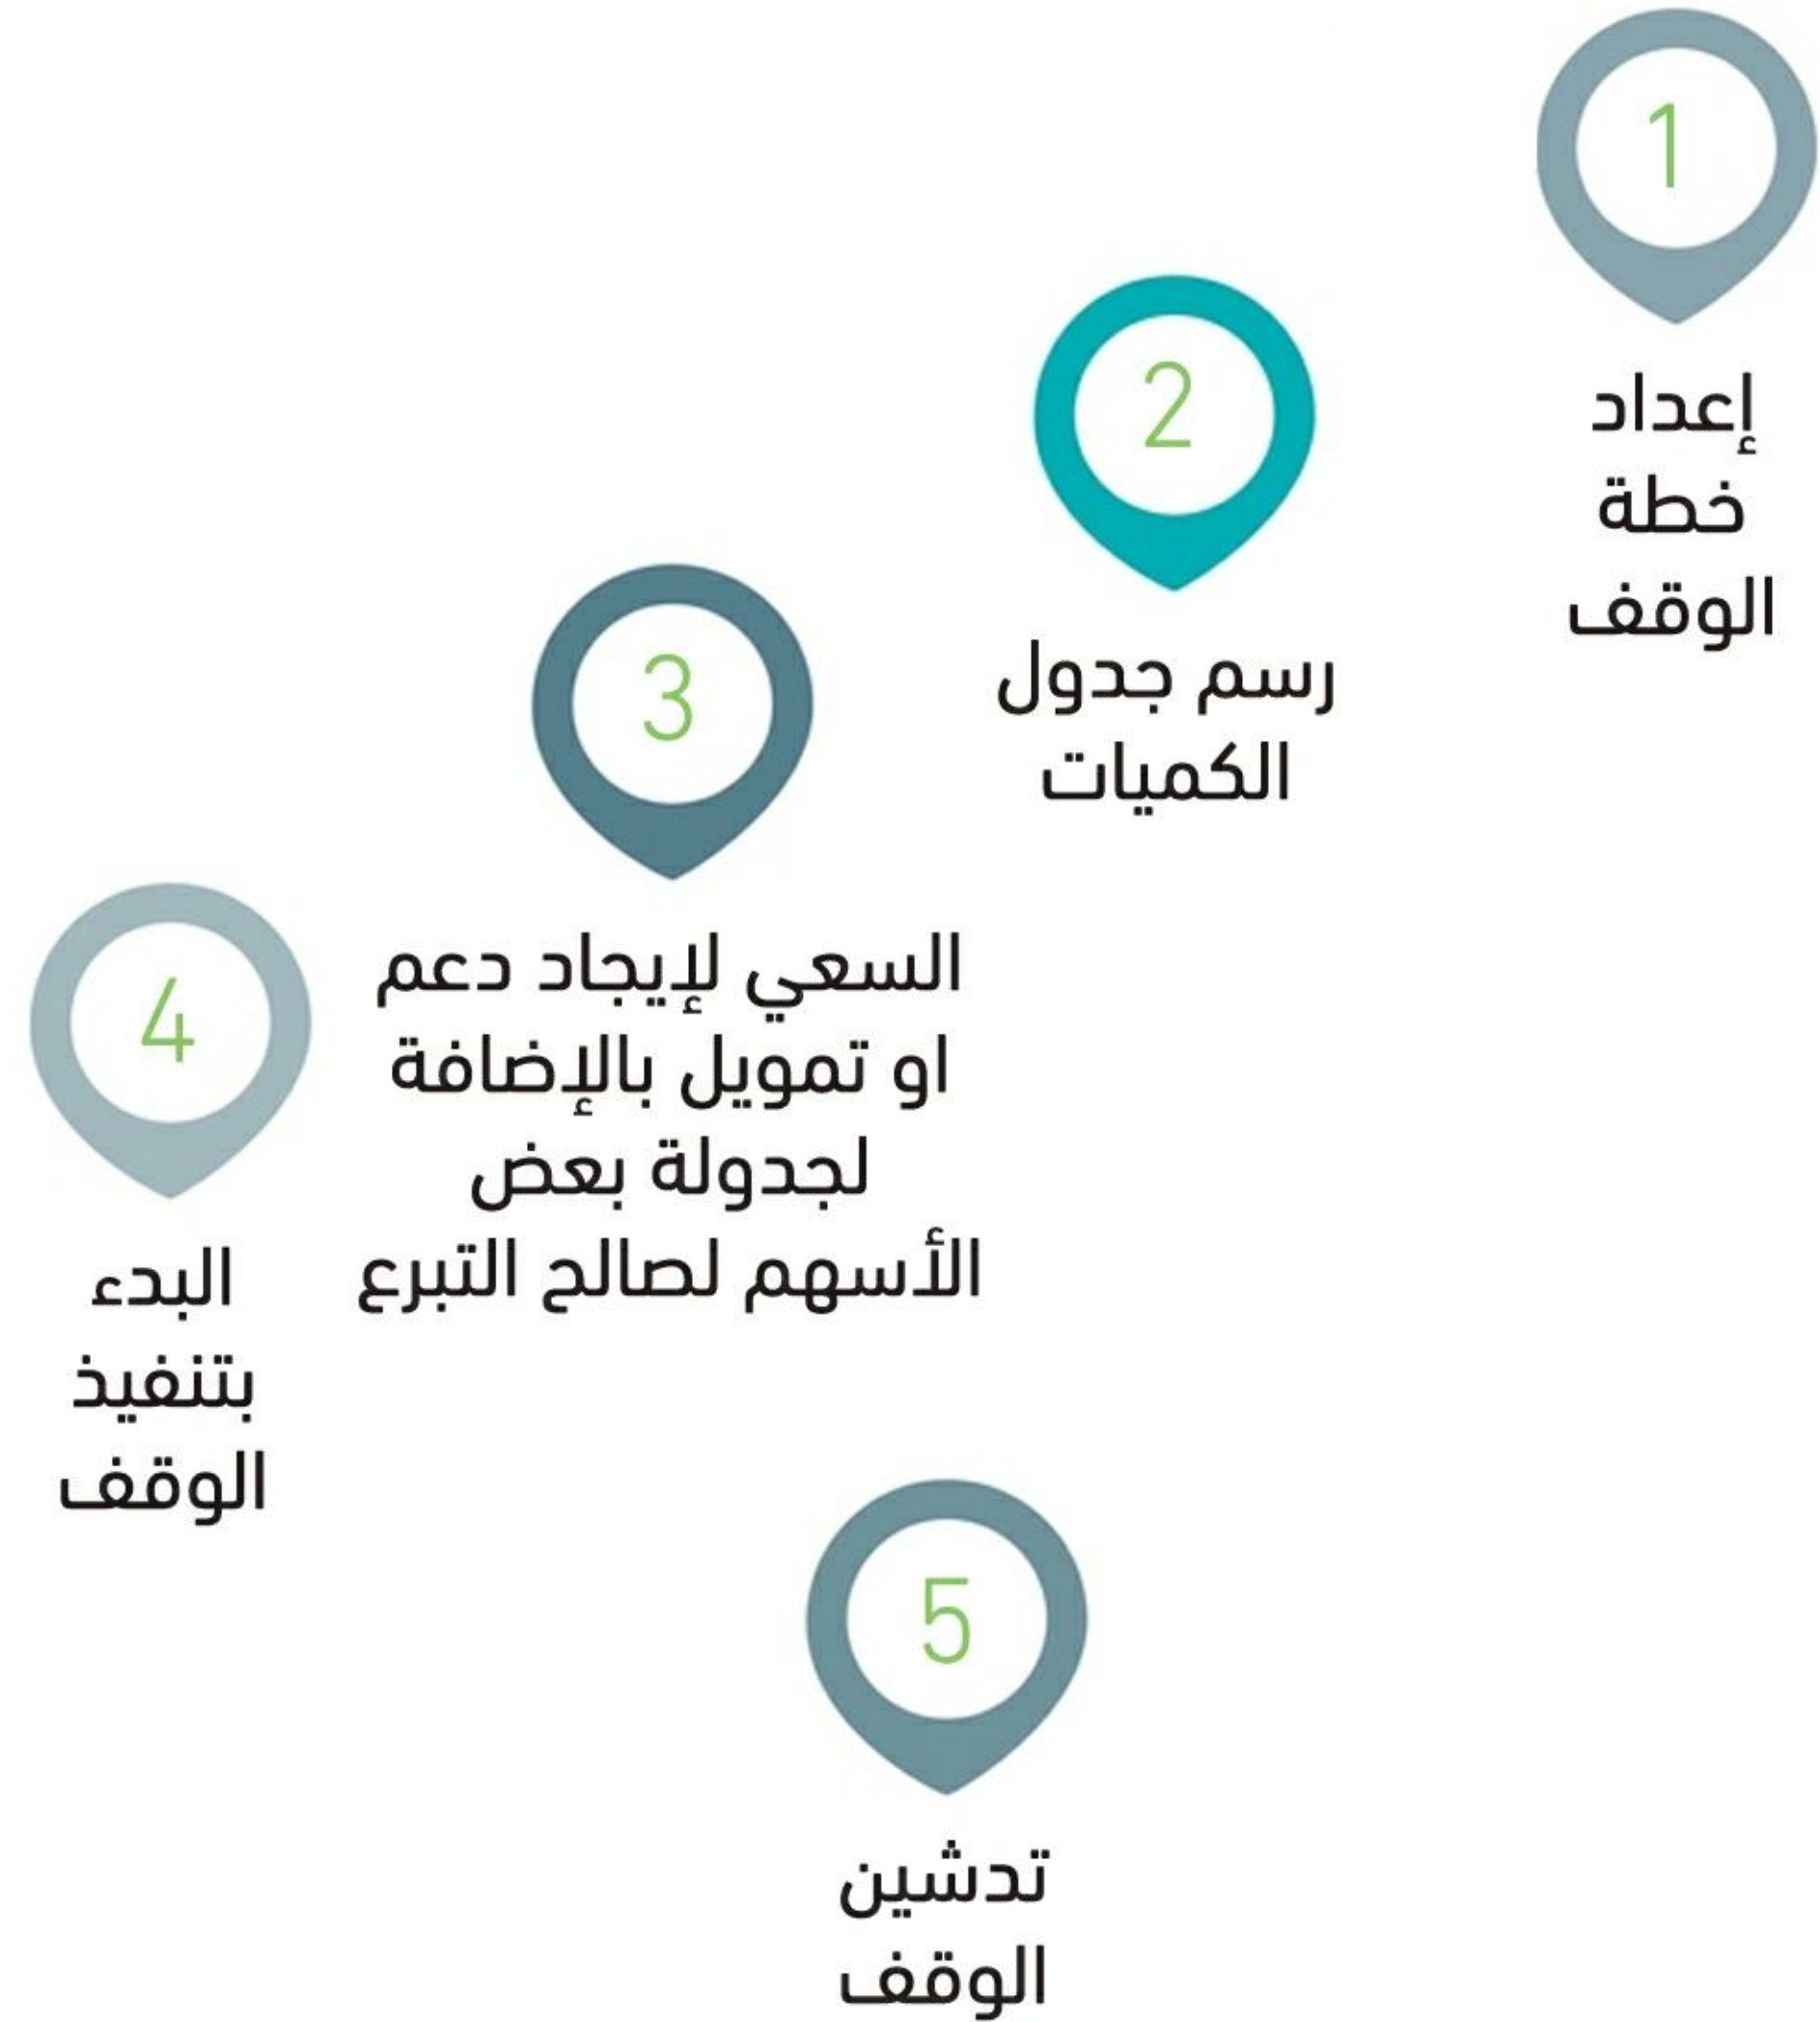 1
إعداد
خطة
الوقف
2
رسم جدول
الكميات
3
السعي لإيجاد دعم
او تمويل بالإضافة
لجدولة بعض
الأسهم لصالح التبرع
4
البدء
بتنفيذ
الوقف
5
تدشين
الوقف